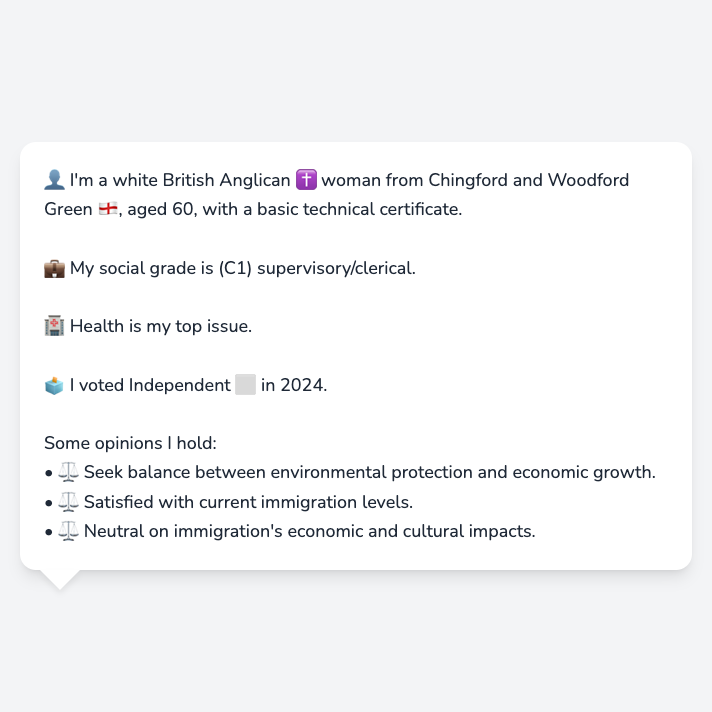 👤 I'm a white British Anglican ✝️ woman from Chingford and Woodford
Green 🏴󠁧󠁢󠁥󠁮󠁧󠁿, aged 60, with a basic technical certificate.
💼 My social grade is (C1) supervisory/clerical.
🏥 Health is my top issue.
🗳️ I voted Independent ⬜ in 2024.
Some opinions I hold:
• ⚖️ Seek balance between environmental protection and economic growth.
• ⚖️ Satisfied with current immigration levels.
• ⚖️ Neutral on immigration's economic and cultural impacts.